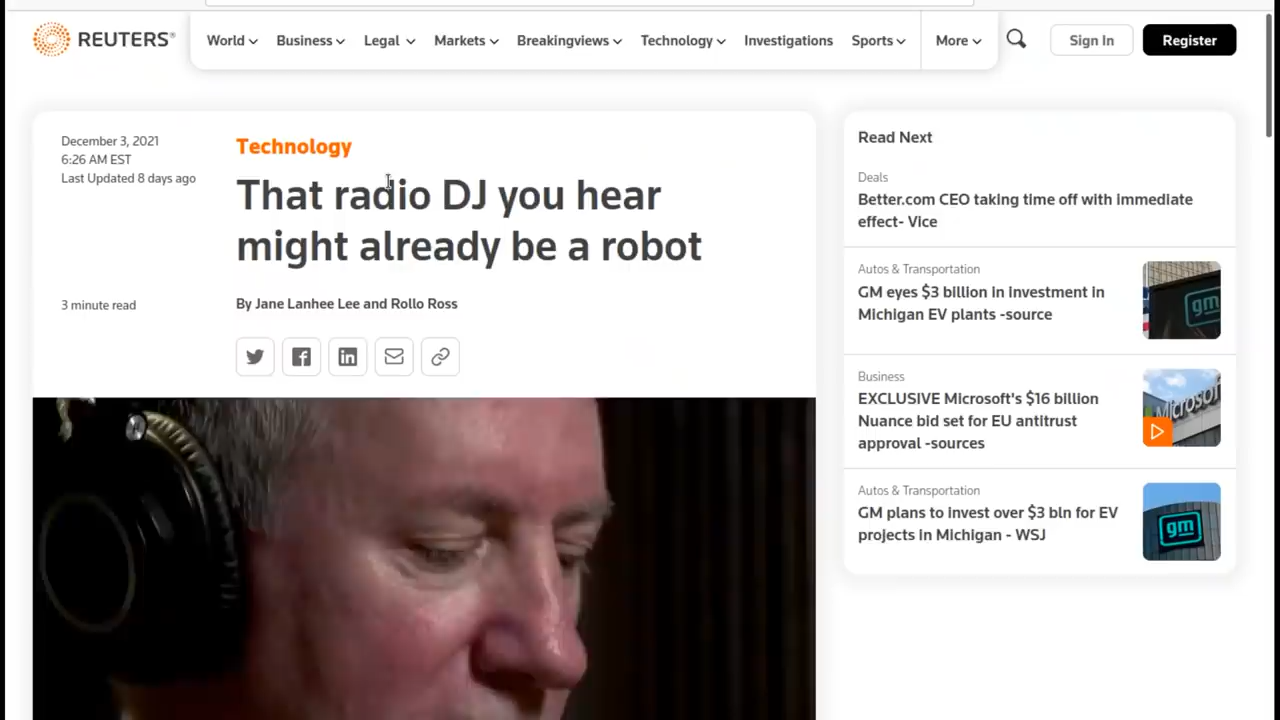 REUTERS®
World
Business
Legal
Markets
Breakingviews
Technology
Investigations
Sports
More
Sign In
Register
December 3, 2021
6:26 AM EST
Last Updated 8 days ago
3 minute read
Technology
That radio DJ you hear
might already be a robot
By Jane Lanhee Lee and Rollo Ross
Read Next
Deals
Better.com CEO taking time off with immediate
effect- Vice
Autos & Transportation
GM eyes $3 billion in investment in
Michigan EV plants -source
gm
Business
EXCLUSIVE Microsoft's $16 billion
Nuance bid set for EU antitrust
approval -sources
Microsoft
Autos & Transportation
GM plans to invest over $3 bln for EV
projects in Michigan - WSJ
gm